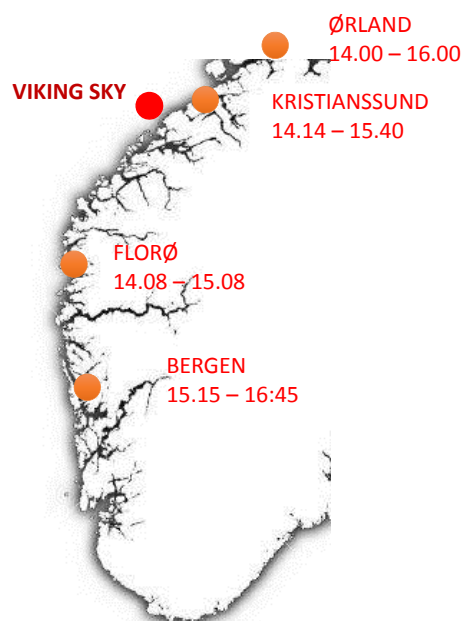 ØRLAND
14.00 – 16.00
VIKING SKY
KRISTIANSSUND
14.14 – 15.40
FLORØ
14.08 – 15.08
BERGEN
15.15 – 16:45